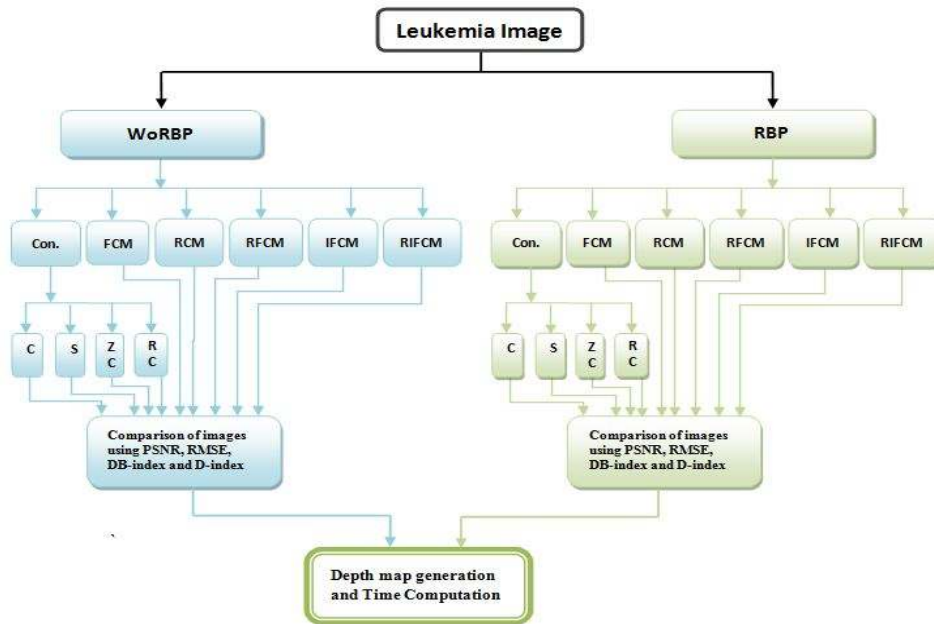 Leukemia Image
WoRBP
RBP
Con.
FCM
RCM
RFCM
IFCM
RIFCM
Con.
FCM
RCM
RFCM
IFCM
RIFCM
C
S
Z
C
R
C
C
S
Z
C
R
C
Comparison of images
using PSNR, RMSE,
DB-index and D-index
Comparison of images
using PSNR, RMSE,
DB-index and D-index
Depth map generation
and Time Computation